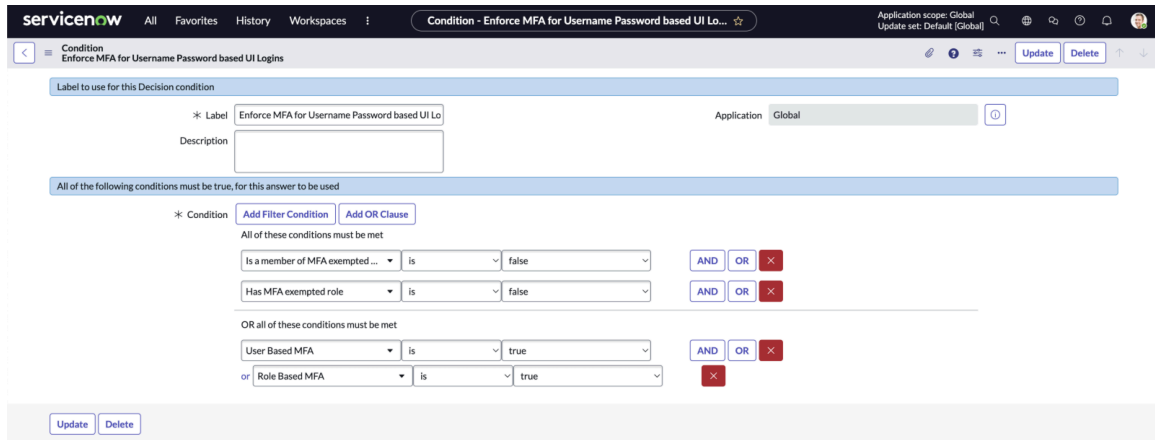 servicenow All Favorites History Workspaces Condition - Enforce MFA for Username Password based UI Lo... Application scope: Global
Update set: Default [Global]
Condition
Enforce MFA for Username Password based UI Logins
Update Delete
Label to use for this Decision condition
Label Enforce MFA for Username Password based UI Lo Application Global
Description
All of the following conditions must be true, for this answer to be used
Condition Add Filter Condition Add OR Clause
All of these conditions must be met
Is a member of MFA exempted ... is false AND OR
Has MFA exempted role is false AND OR
OR all of these conditions must be met
User Based MFA is true AND OR
or Role Based MFA is true
Update Delete